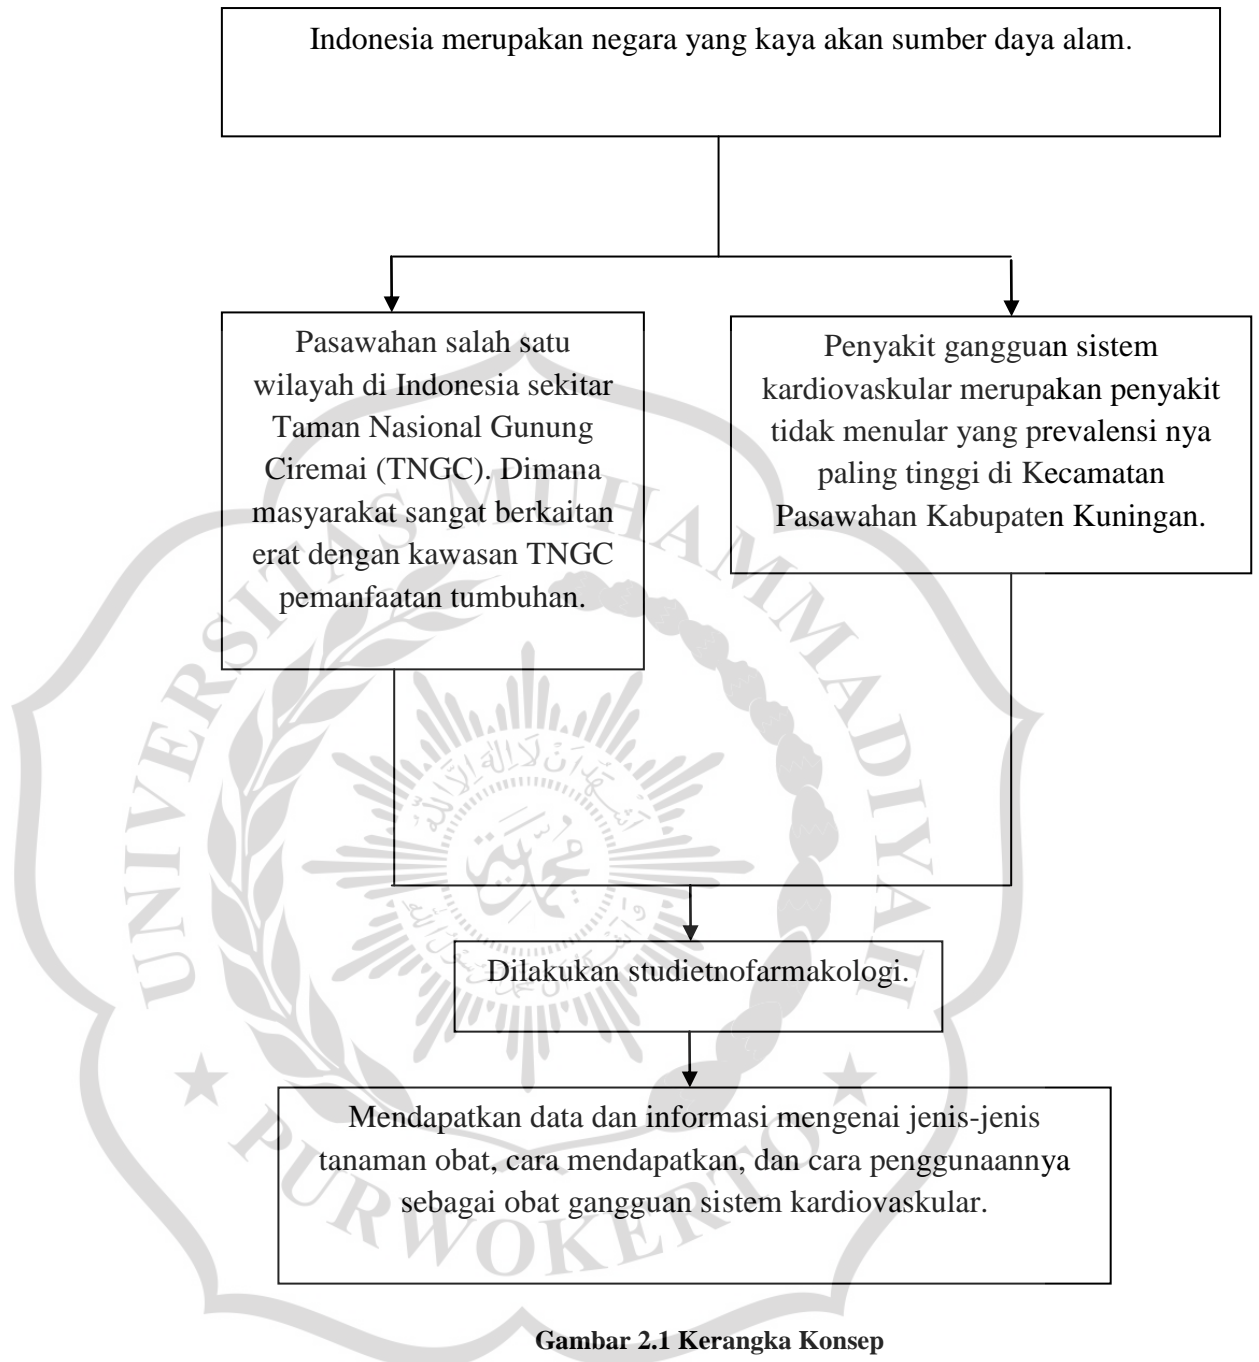 Indonesia merupakan negara yang kaya akan sumber daya alam.
Pasawahan salah satu
wilayah di Indonesia sekitar
Taman Nasional Gunung
Ciremai (TNGC). Dimana
masyarakat sangat berkaitan
erat dengan kawasan TNGC
pemanfaatan tumbuhan.
Penyakit gangguan sistem
kardiovaskular merupakan penyakit
tidak menular yang prevalensi nya
paling tinggi di Kecamatan
Pasawahan Kabupaten Kuningan.
Dilakukan studietnofarmakologi.
Mendapatkan data dan informasi mengenai jenis-jenis
tanaman obat, cara mendapatkan, dan cara penggunaannya
sebagai obat gangguan sistem kardiovaskular.
Gambar 2.1 Kerangka Konsep
UNIVERSITAS MUHAMMADIYAH
PURWOKERTO